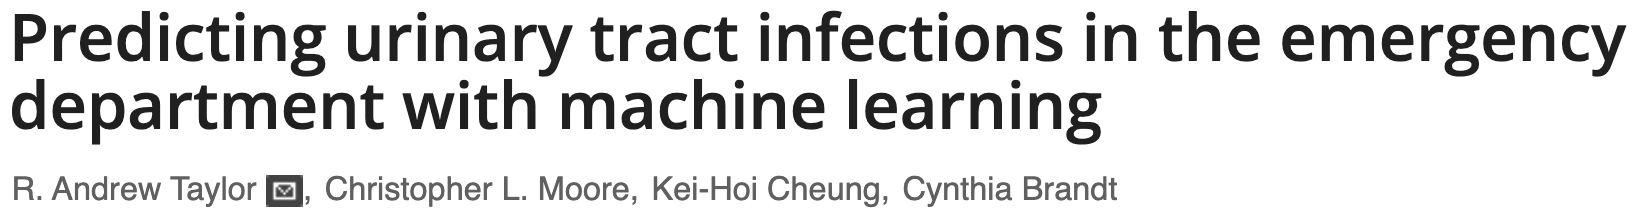 Predicting urinary tract infections in the emergency
department with machine learning
R. Andrew Taylor, Christopher L. Moore, Kei-Hoi Cheung, Cynthia Brandt